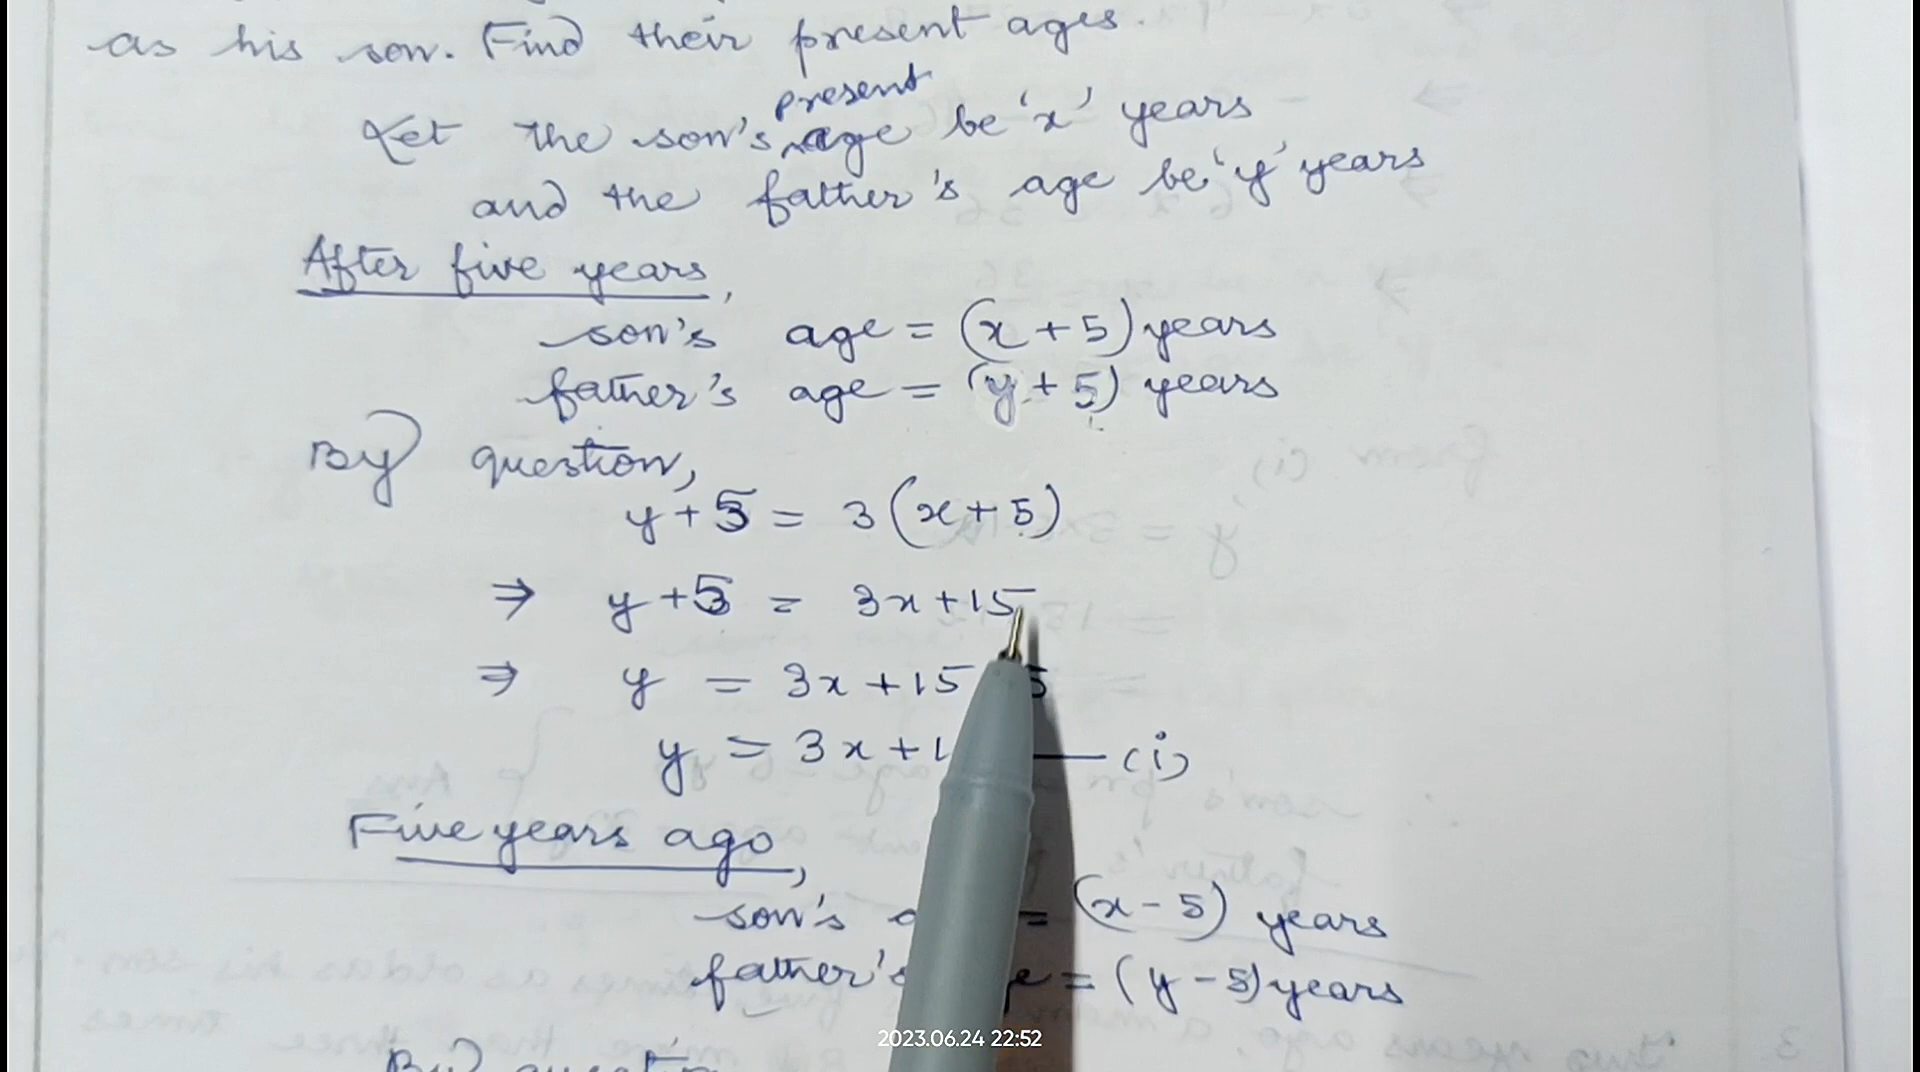 as his son. Find their present ages.
present
Let the son's age be 'x' years
and the father's age be 'y' years
After five years,
son's age = (x+5) years
father's age = (y+5) years
By question,
y+5 = 3(x+5)
⇒ y+5 = 3x+15
⇒ y = 3x+15 5
y = 3x+1 — (i)
Five years ago,
son's = (x-5) years
father's = (y-5) years
By
2023.06.24 22:52